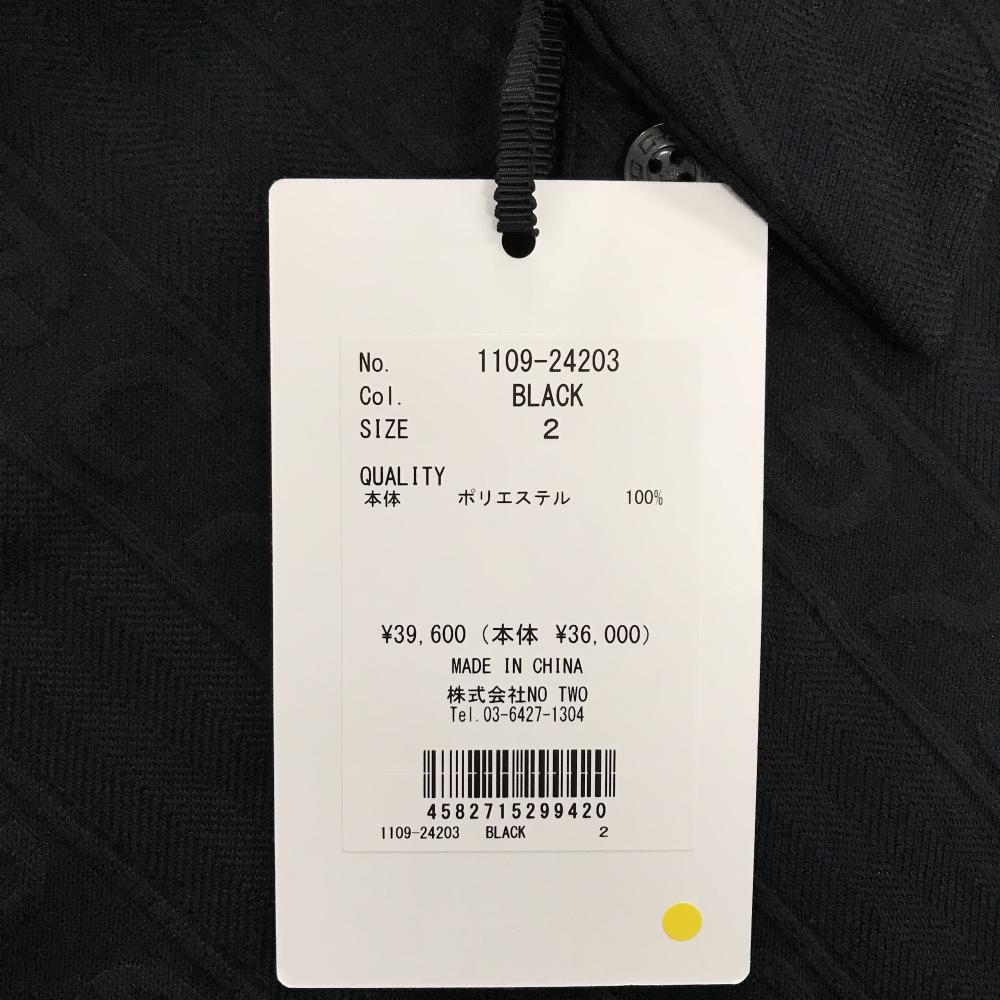 No. 1109-24203
Col. BLACK
SIZE 2
QUALITY
本体 ポリエステル 100%
¥39,600 (本体 ¥36,000)
MADE IN CHINA
株式会社NO TWO
Tel.03-6427-1304
4582715299420
1109-24203 BLACK 2